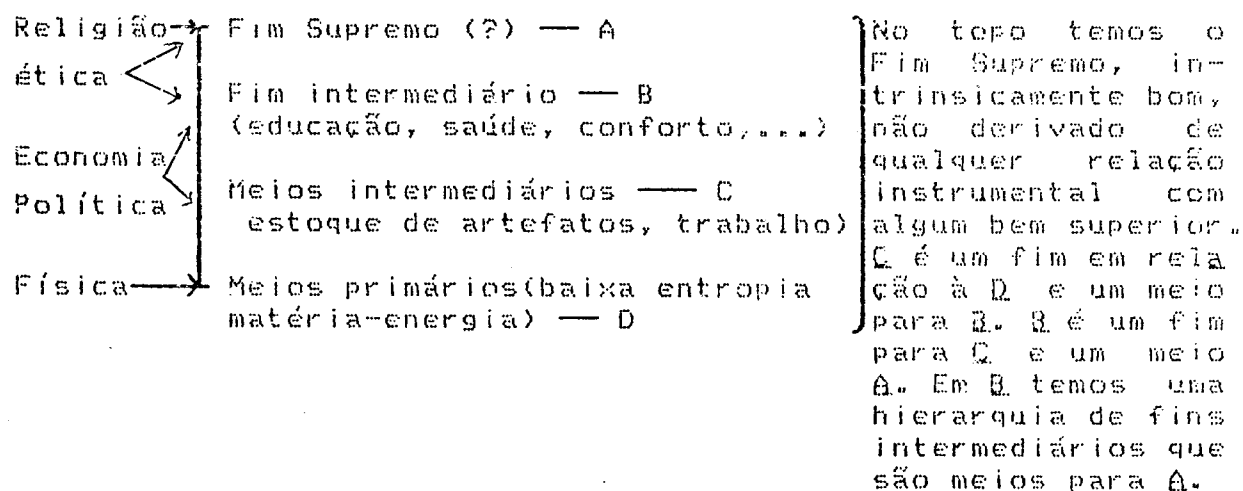 Religião Fim Supremo (?) — A
ética
Fim intermediário — B
(educação, saúde, conforto,...)
Economia
Política
Meios intermediários — C
estoque de artefatos, trabalho)
Física Meios primários(baixa entropia
matéria-energia) — D
No topo temos o
Fim Supremo, in-
trinsicamente bom,
não derivado de
qualquer relação
instrumental com
algum bem superior.
C é um fim em rela
ção à D e um meio
para B. B é um fim
para C e um meio
A. Em B temos uma
hierarquia de fins
intermediários que
são meios para A.